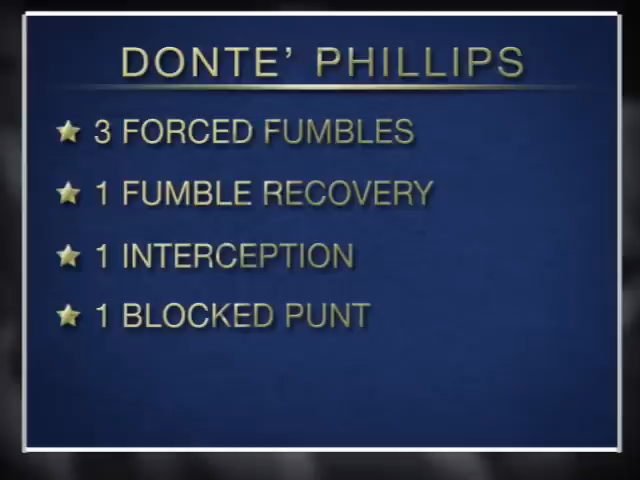 DONTE’ PHILLIPS
3 FORCED FUMBLES
1 FUMBLE RECOVERY
1 INTERCEPTION
1 BLOCKED PUNT